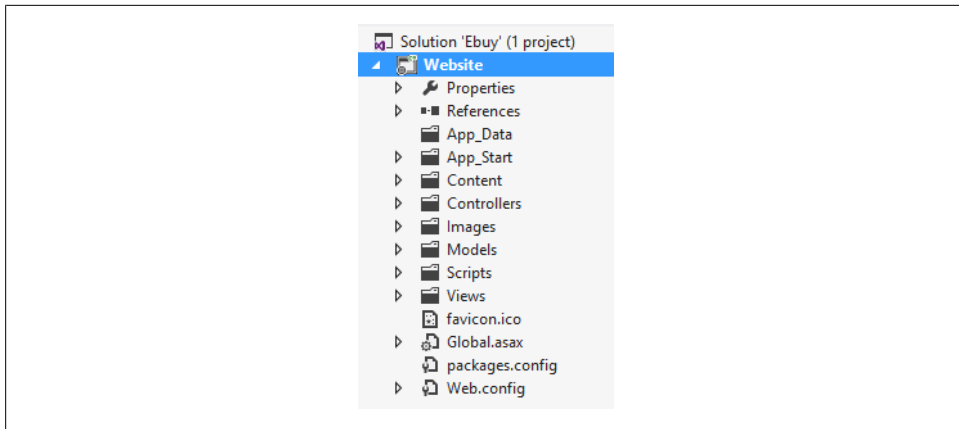 Solution 'Ebuy' (1 project)
Website
Properties
References
App_Data
App_Start
Content
Controllers
Images
Models
Scripts
Views
favicon.ico
Global.asax
packages.config
Web.config